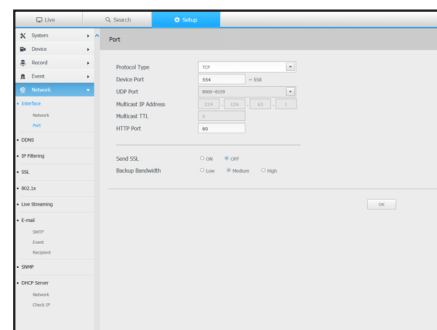 Live
Search
Setup
System
Device
Record
Event
Network
Interface
Network
Port
DDNS
IP Filtering
SSL
802.1x
Live Streaming
E-mail
SMTP
Event
Recipient
SNMP
DHCP Server
Network
Check IP
Port
Protocol Type TCP
Device Port 554 ~ 558
UDP Port 8000~8159
Multicast IP Address
Multicast TTL 5
HTTP Port 80
Send SSL ON OFF
Backup Bandwidth Low Medium High
OK